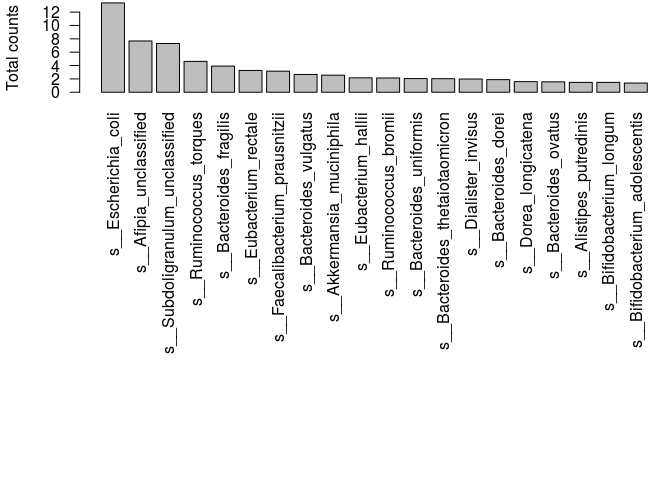 Total counts
12
10
8
6
4
2
0
s__Escherichia_coli
s__Afipia_unclassified
s__Subdoligranulum_unclassified
s__Ruminococcus_torques
s__Bacteroides_fragilis
s__Eubacterium_rectale
s__Faecalibacterium_prausnitzii
s__Bacteroides_vulgatus
s__Akkermansia_muciniphila
s__Eubacterium_hallii
s__Ruminococcus_bromii
s__Bacteroides_uniformis
s__Bacteroides_thetaiotaomicron
s__Dialister_invisus
s__Bacteroides_dorei
s__Dorea_longicatena
s__Bacteroides_ovatus
s__Alistipes_putredinis
s__Bifidobacterium_longum
s__Bifidobacterium_adolescentis